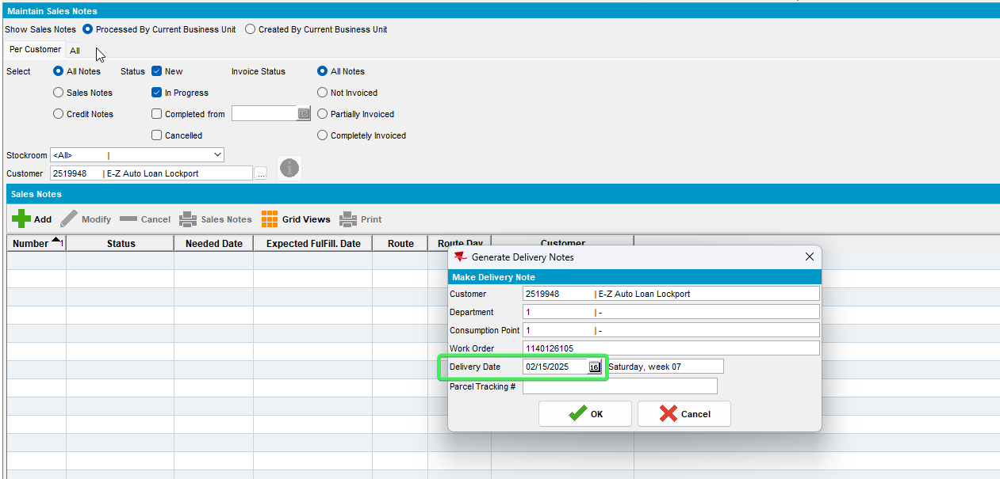 Maintain Sales Notes
Show Sales Notes Processed By Current Business Unit Created By Current Business Unit
Per Customer All
Select All Notes Status New Invoice Status All Notes
Sales Notes In Progress Not Invoiced
Credit Notes Completed from 16 Partially Invoiced
Cancelled Completely Invoiced
Stockroom <All> |
Customer 2519948 | E-Z Auto Loan Lockport ...
Sales Notes
Add Modify Cancel Sales Notes Grid Views Print
Number 1 Status Needed Date Expected FulFill. Date Route Route Day Customer
Generate Delivery Notes
Make Delivery Note
Customer 2519948 | E-Z Auto Loan Lockport
Department 1 | -
Consumption Point 1 | -
Work Order 1140126105
Delivery Date 02/15/2025 16 Saturday, week 07
Parcel Tracking #
OK Cancel